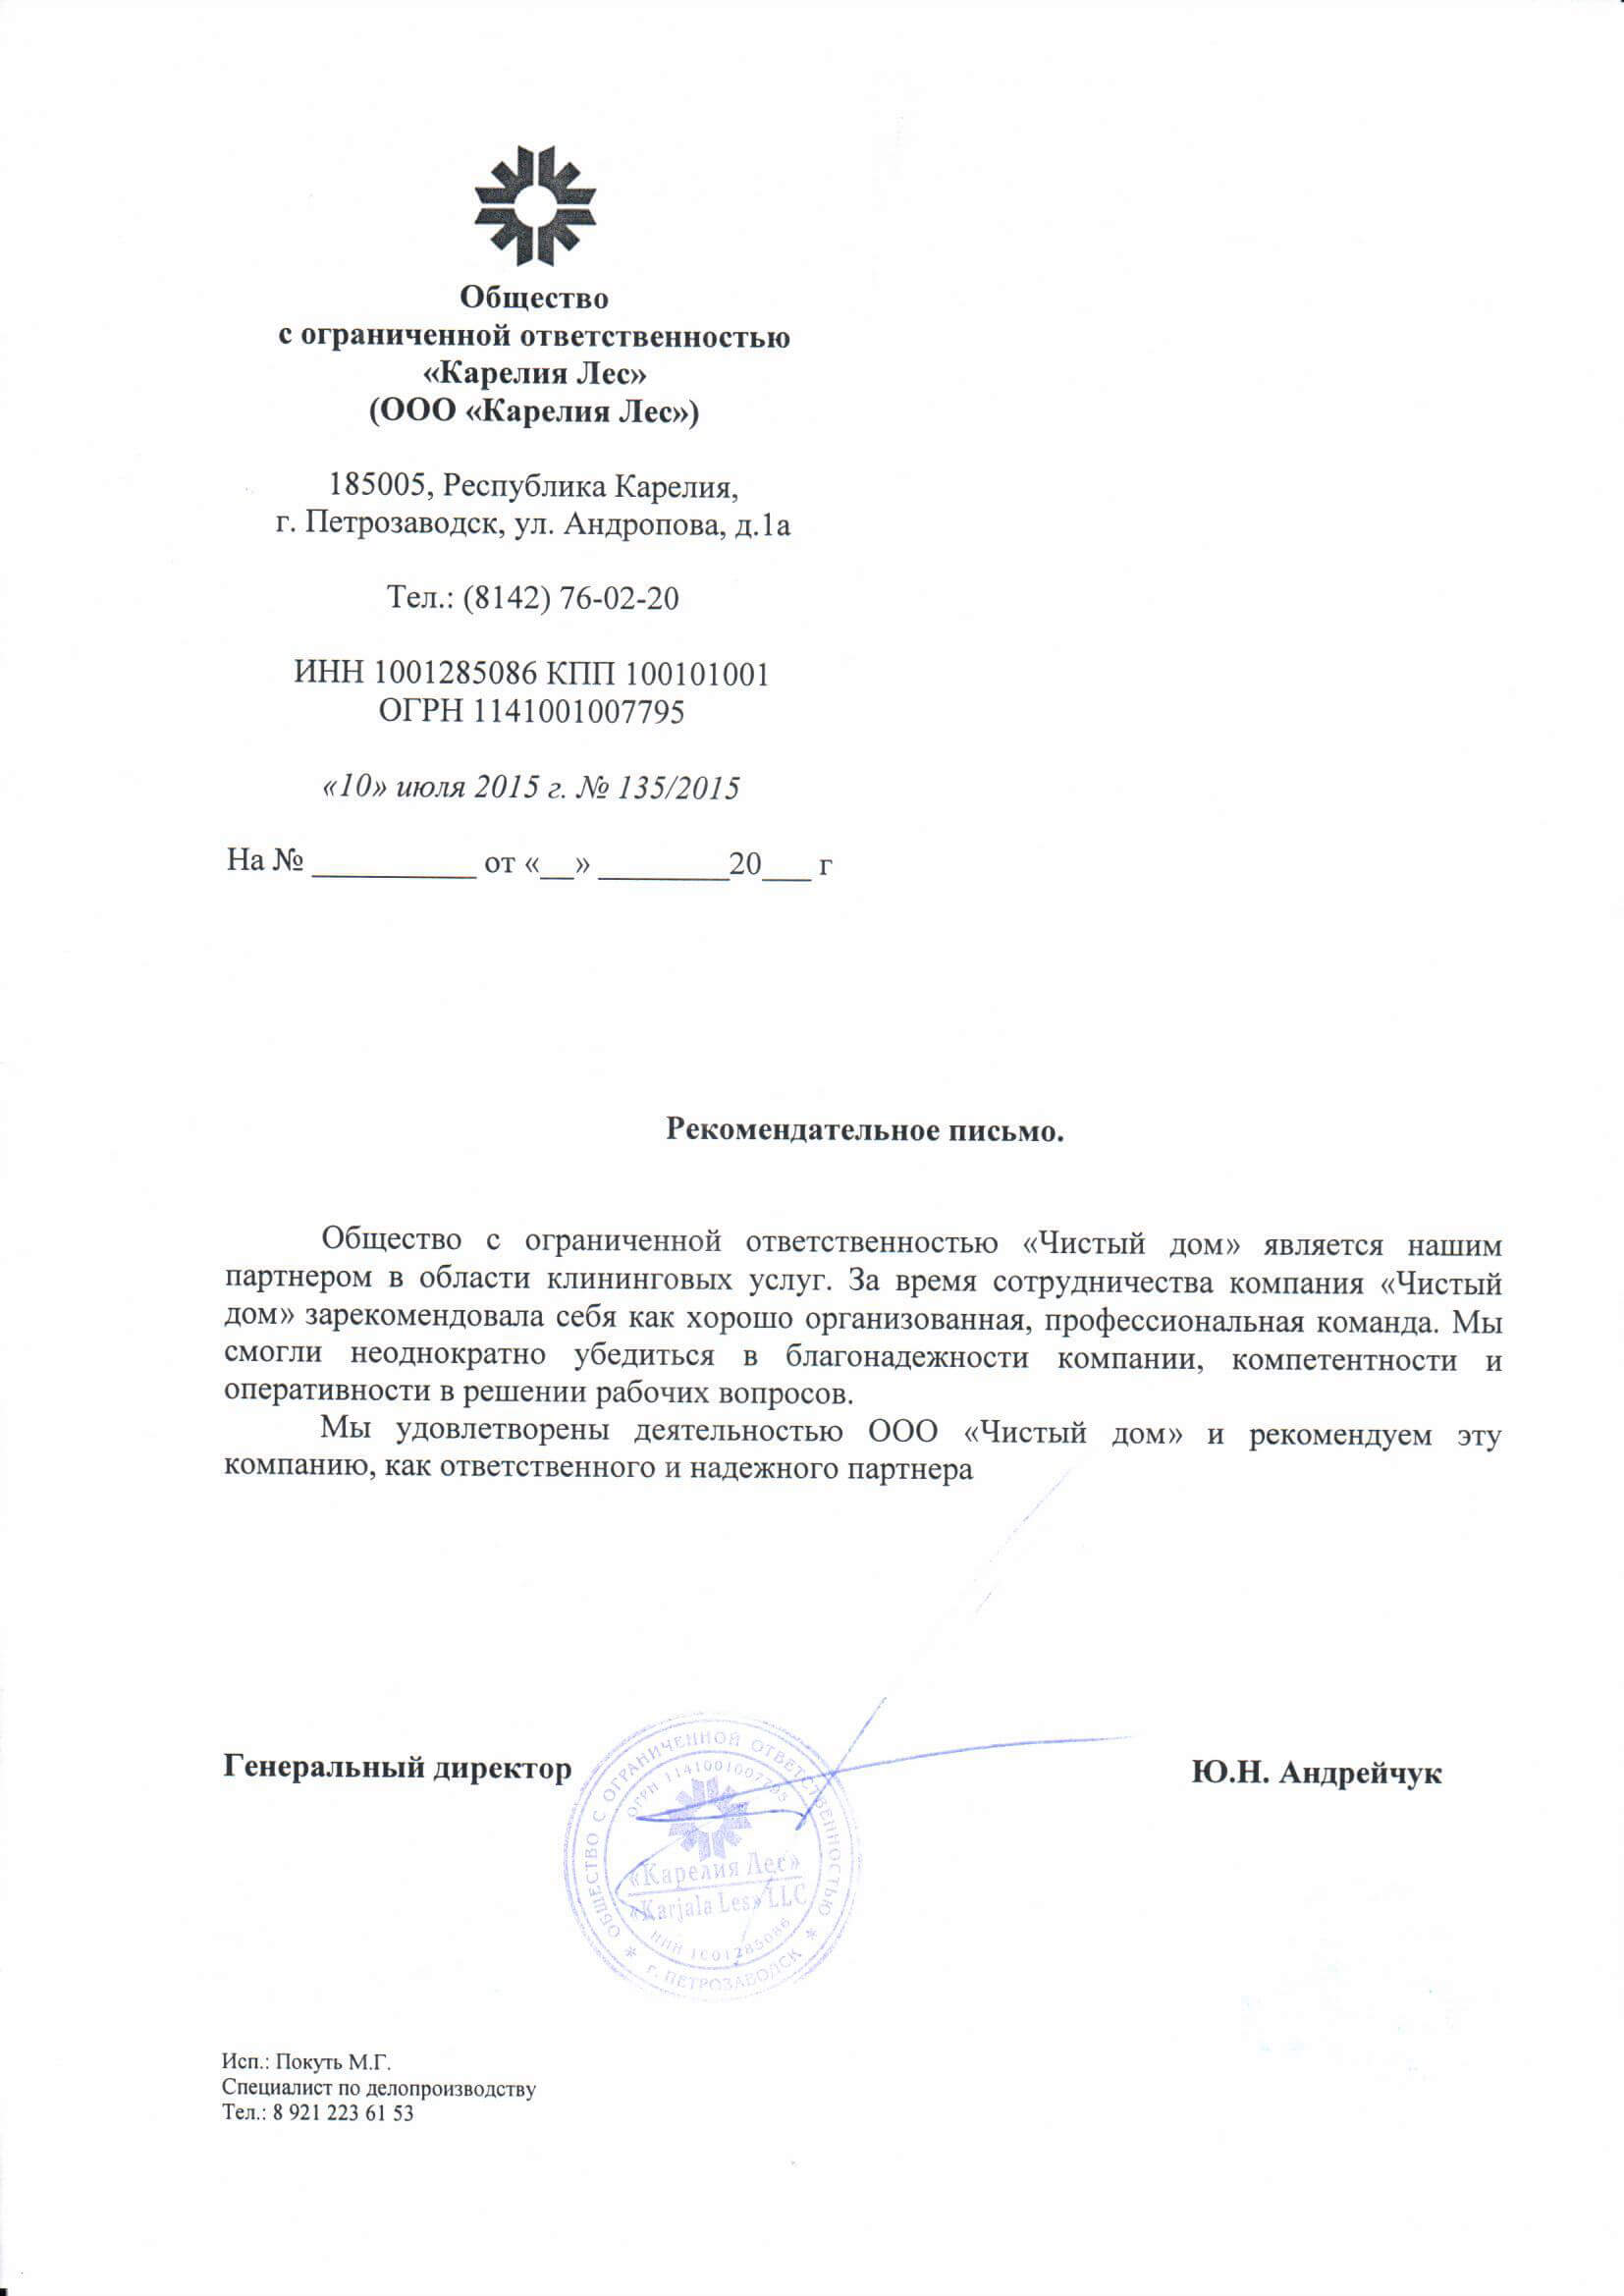 Общество
с ограниченной ответственностью
«Карелия Лес»
(ООО «Карелия Лес»)
185005, Республика Карелия,
г. Петрозаводск, ул. Андропова, д.1а
Тел.: (8142) 76-02-20
ИНН 1001285086 КПП 100101001
ОГРН 1141001007795
«10» июля 2015 г. № 135/2015
На № __________ от «__» ________20___ г
Рекомендательное письмо.
Общество с ограниченной ответственностью «Чистый дом» является нашим
партнером в области клининговых услуг. За время сотрудничества компания «Чистый
дом» зарекомендовала себя как хорошо организованная, профессиональная команда. Мы
смогли неоднократно убедиться в благонадежности компании, компетентности и
оперативности в решении рабочих вопросов.
Мы удовлетворены деятельностью ООО «Чистый дом» и рекомендуем эту
компанию, как ответственного и надежного партнера
Генеральный директор
Ю.Н. Андрейчук
ОБЩЕСТВО С ОГРАНИЧЕННОЙ ОТВЕТСТВЕННОСТЬЮ
ОГРН 1141001007795
«Карелия Лес»
«Karjala Les» LLC
ИНН 1001285086
* г. ПЕТРОЗАВОДСК *
Исп.: Покуть М.Г.
Специалист по делопроизводству
Тел.: 8 921 223 61 53